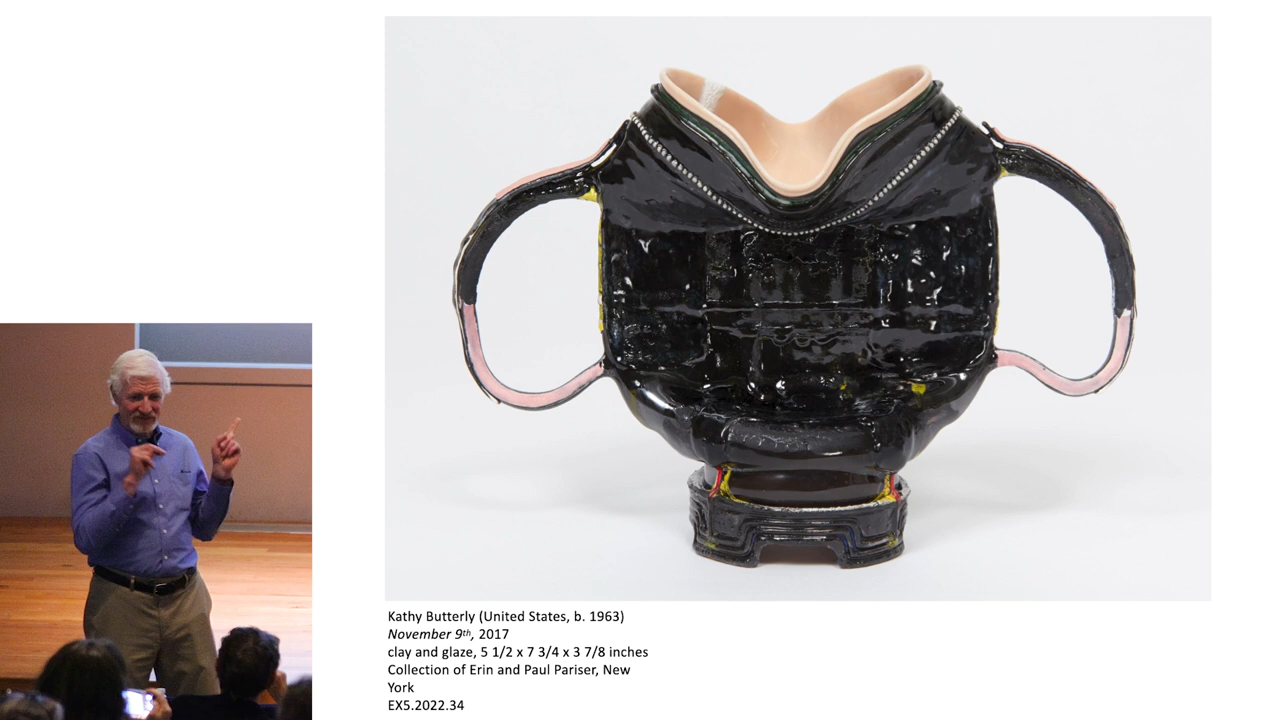 Kathy Butterly (United States, b. 1963)
November 9th, 2017
clay and glaze, 5 1/2 x 7 3/4 x 3 7/8 inches
Collection of Erin and Paul Pariser, New
York
EX5.2022.34